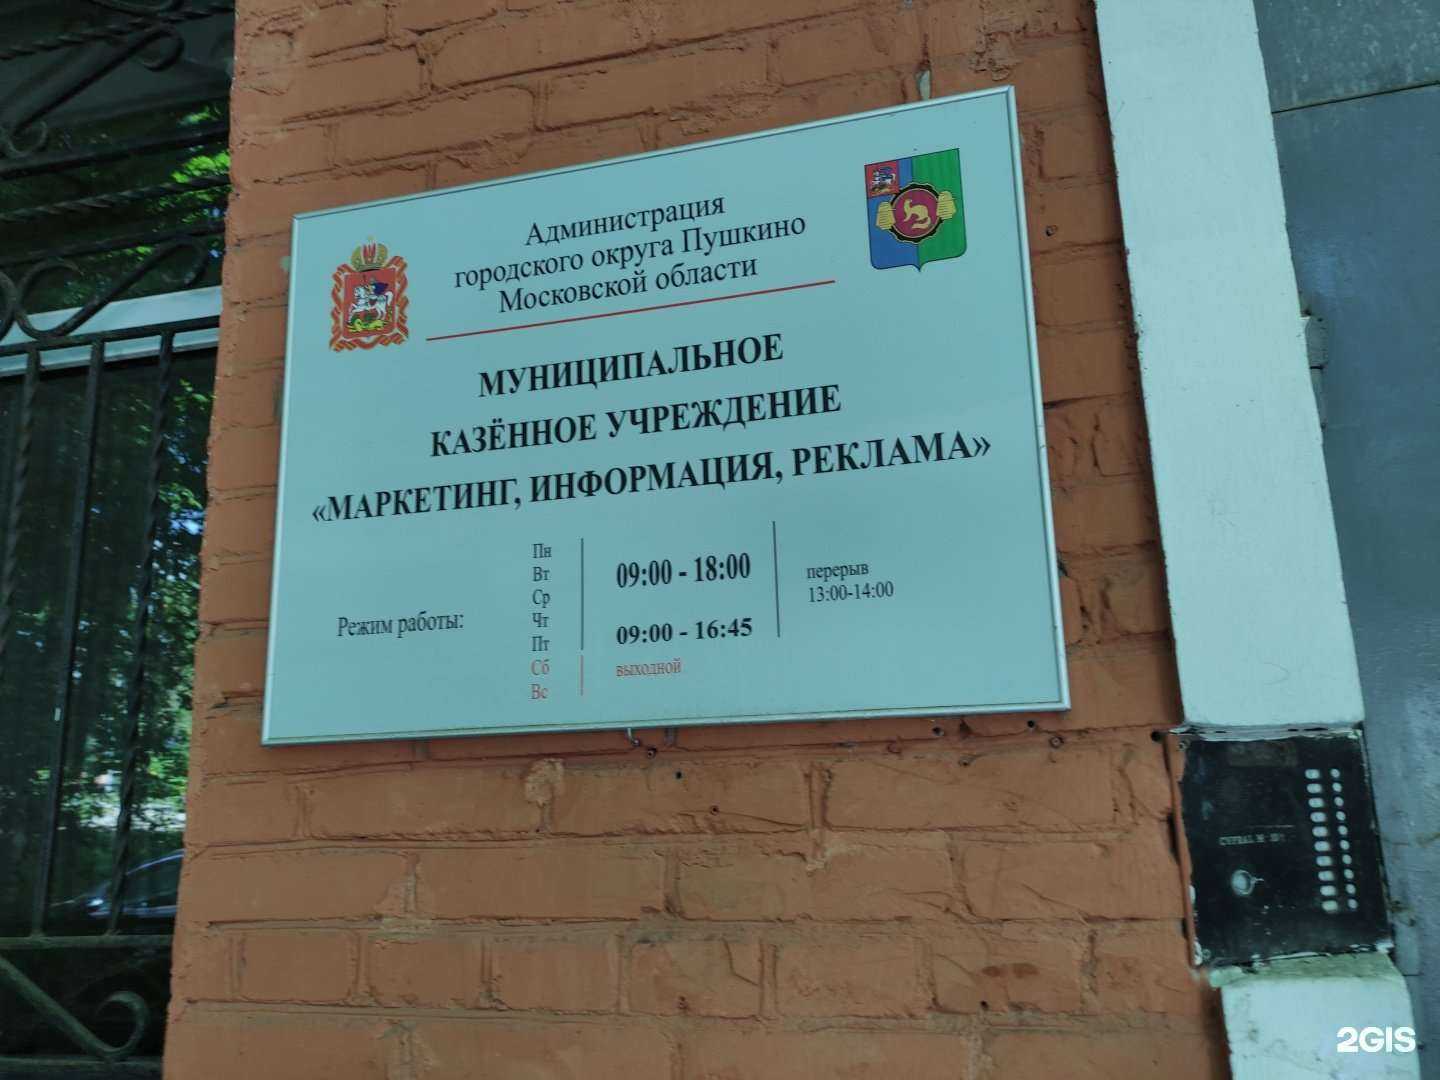 Администрация
городского округа Пушкино
Московской области
МУНИЦИПАЛЬНОЕ
КАЗЁННОЕ УЧРЕЖДЕНИЕ
«МАРКЕТИНГ, ИНФОРМАЦИЯ, РЕКЛАМА»
Режим работы:
Пн
Вт
Ср
Чт
Пт
Сб
Вс
09:00 - 18:00
09:00 - 16:45
выходной
перерыв
13:00-14:00
2GIS